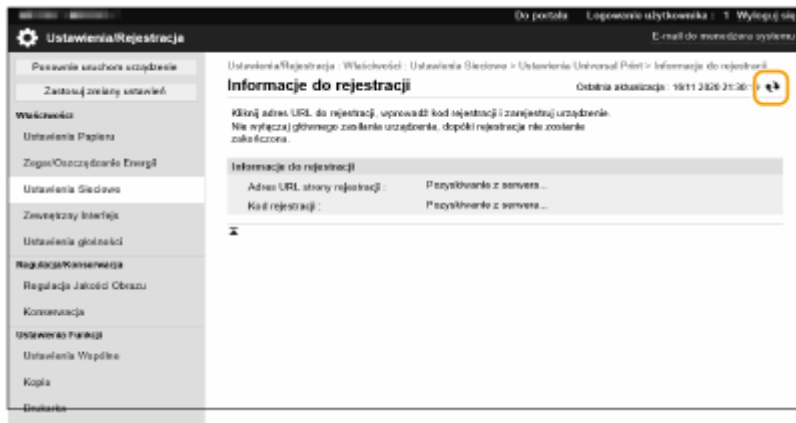 Do portala Logowanie użytkownika : 1 Wyloguj się
Ustawienia/Rejestracja
E-mail do menedżera systemu
Ponownie uruchom urządzenie
Zastosuj zmiany ustawień
Właściwości
Ustawienia Papieru
Zegar/Oszczędzanie Energii
Ustawienia Sieciowe
Zewnętrzny Interfejs
Ustawienia głośności
Regulacja/Konserwacja
Regulacja Jakości Obrazu
Konserwacja
Ustawienia Funkcji
Ustawienia Wspólne
Kopia
Drukarka
Ustawienia/Rejestracja : Właściwości : Ustawienia Sieciowe > Ustawienia Universal Print > Informacje do rejestracji
Informacje do rejestracji
Ostatnia aktualizacja : 16/11 2020 21:30:
Kliknij adres URL do rejestracji, wprowadź kod rejestracji i zarejestruj urządzenie.
Nie wyłączaj głównego zasilania urządzenia, dopóki rejestracja nie zostanie
zakończona.
Informacje do rejestracji
Adres URL strony rejestracji : Pozyskiwanie z serwera...
Kod rejestracji : Pozyskiwanie z serwera...